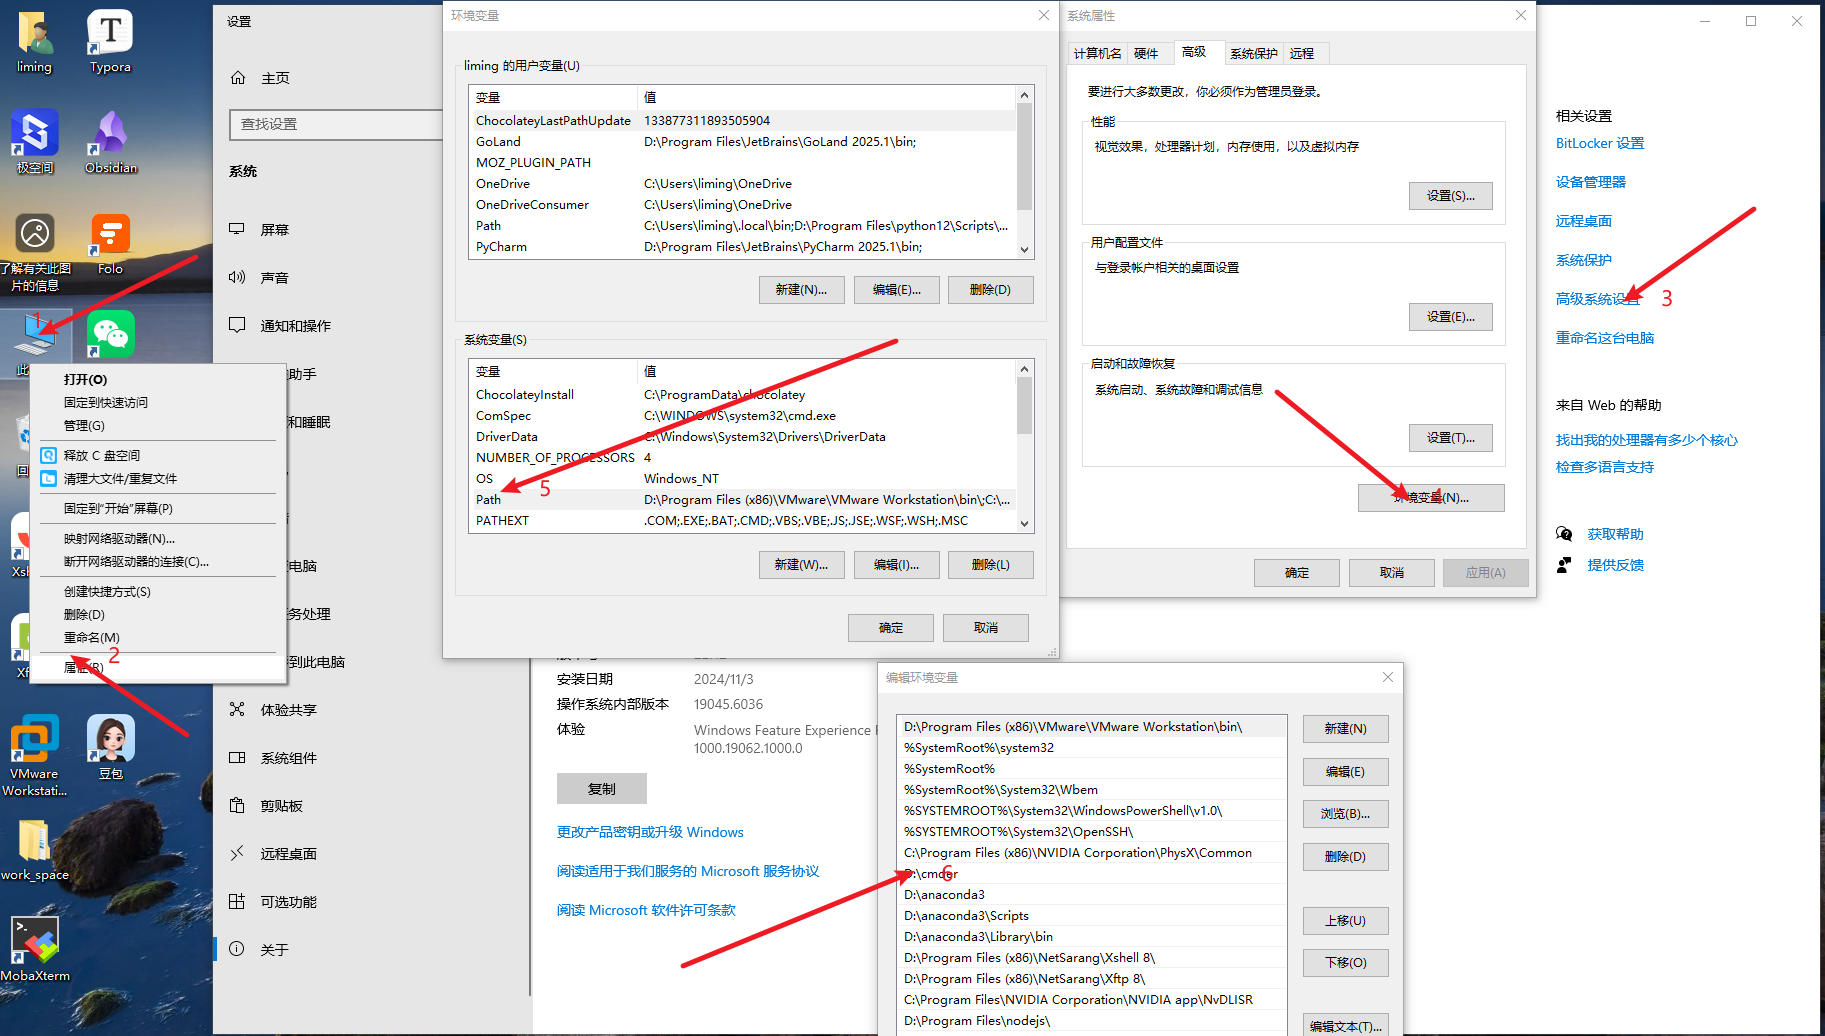 liming
Typora
极空间
Obsidian
了解有关此图
片的信息
Folo
1
打开(O)
固定到快速访问
管理(G)
释放 C 盘空间
清理大文件/重复文件
固定到"开始"屏幕(P)
映射网络驱动器(N)...
断开网络驱动器的连接(C)...
创建快捷方式(S)
删除(D)
重命名(M)
属性(R)
2
VMware
Workstati...
豆包
work_space
MobaXterm
设置
主页
查找设置
系统
屏幕
声音
通知和操作
助手
和睡眠
电脑
务处理
到此电脑
体验共享
系统组件
剪贴板
远程桌面
可选功能
关于
环境变量
liming 的用户变量(U)
变量 值
ChocolateyLastPathUpdate 133877311893505904
GoLand D:\Program Files\JetBrains\GoLand 2025.1\bin;
MOZ_PLUGIN_PATH
OneDrive C:\Users\liming\OneDrive
OneDriveConsumer C:\Users\liming\OneDrive
Path C:\Users\liming\.local\bin;D:\Program Files\python12\Scripts\...
PyCharm D:\Program Files\JetBrains\PyCharm 2025.1\bin;
新建(N)... 编辑(E)... 删除(D)
系统变量(S)
变量 值
ChocolateyInstall C:\ProgramData\chocolatey
ComSpec C:\WINDOWS\system32\cmd.exe
DriverData C:\Windows\System32\Drivers\DriverData
NUMBER_OF_PROCESSORS 4
OS Windows_NT
Path D:\Program Files (x86)\VMware\VMware Workstation\bin\;C:\...
PATHEXT .COM;.EXE;.BAT;.CMD;.VBS;.VBE;.JS;.JSE;.WSF;.WSH;.MSC
5
新建(W)... 编辑(I)... 删除(L)
确定 取消
安装日期 2024/11/3
操作系统内部版本 19045.6036
体验 Windows Feature Experience
1000.19062.1000.0
复制
更改产品密钥或升级 Windows
阅读适用于我们服务的 Microsoft 服务协议
阅读 Microsoft 软件许可条款
系统属性
计算机名 硬件 高级 系统保护 远程
要进行大多数更改，你必须作为管理员登录。
性能
视觉效果，处理器计划，内存使用，以及虚拟内存
设置(S)...
用户配置文件
与登录帐户相关的桌面设置
设置(E)...
启动和故障恢复
系统启动、系统故障和调试信息
设置(T)...
环境变量(N)...
4
确定 取消 应用(A)
编辑环境变量
D:\Program Files (x86)\VMware\VMware Workstation\bin\
%SystemRoot%\system32
%SystemRoot%
%SystemRoot%\System32\Wbem
%SYSTEMROOT%\System32\WindowsPowerShell\v1.0\
%SYSTEMROOT%\System32\OpenSSH\
C:\Program Files (x86)\NVIDIA Corporation\PhysX\Common
D:\cmder
6
D:\anaconda3
D:\anaconda3\Scripts
D:\anaconda3\Library\bin
D:\Program Files (x86)\NetSarang\Xshell 8\
D:\Program Files (x86)\NetSarang\Xftp 8\
C:\Program Files\NVIDIA Corporation\NVIDIA app\NvDLISR
D:\Program Files\nodejs\
新建(N)
编辑(E)
浏览(B)...
删除(D)
上移(U)
下移(O)
编辑文本(T)...
相关设置
BitLocker 设置
设备管理器
远程桌面
系统保护
高级系统设置
3
重命名这台电脑
来自 Web 的帮助
找出我的处理器有多少个核心
检查多语言支持
获取帮助
提供反馈